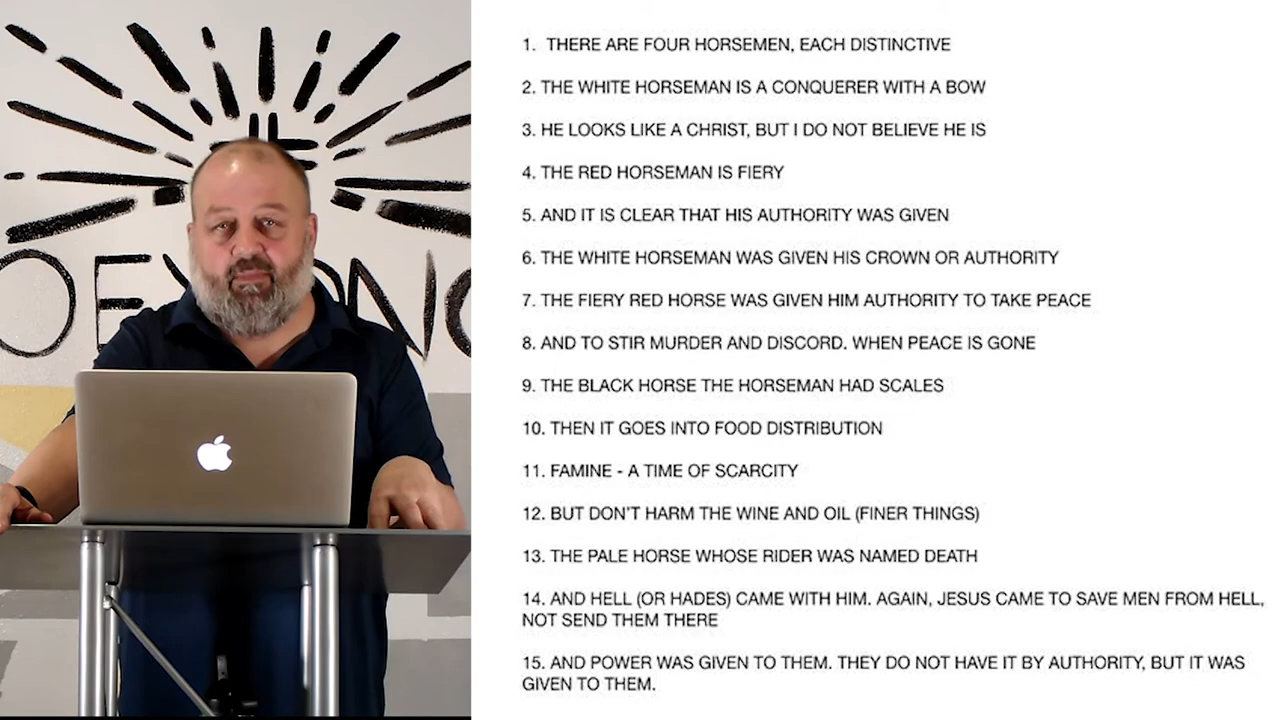 1. THERE ARE FOUR HORSEMEN, EACH DISTINCTIVE
2. THE WHITE HORSEMAN IS A CONQUERER WITH A BOW
3. HE LOOKS LIKE A CHRIST, BUT I DO NOT BELIEVE HE IS
4. THE RED HORSEMAN IS FIERY
5. AND IT IS CLEAR THAT HIS AUTHORITY WAS GIVEN
6. THE WHITE HORSEMAN WAS GIVEN HIS CROWN OR AUTHORITY
7. THE FIERY RED HORSE WAS GIVEN HIM AUTHORITY TO TAKE PEACE
8. AND TO STIR MURDER AND DISCORD. WHEN PEACE IS GONE
9. THE BLACK HORSE THE HORSEMAN HAD SCALES
10. THEN IT GOES INTO FOOD DISTRIBUTION
11. FAMINE - A TIME OF SCARCITY
12. BUT DON'T HARM THE WINE AND OIL (FINER THINGS)
13. THE PALE HORSE WHOSE RIDER WAS NAMED DEATH
14. AND HELL (OR HADES) CAME WITH HIM. AGAIN, JESUS CAME TO SAVE MEN FROM HELL,
NOT SEND THEM THERE
15. AND POWER WAS GIVEN TO THEM. THEY DO NOT HAVE IT BY AUTHORITY, BUT IT WAS
GIVEN TO THEM.